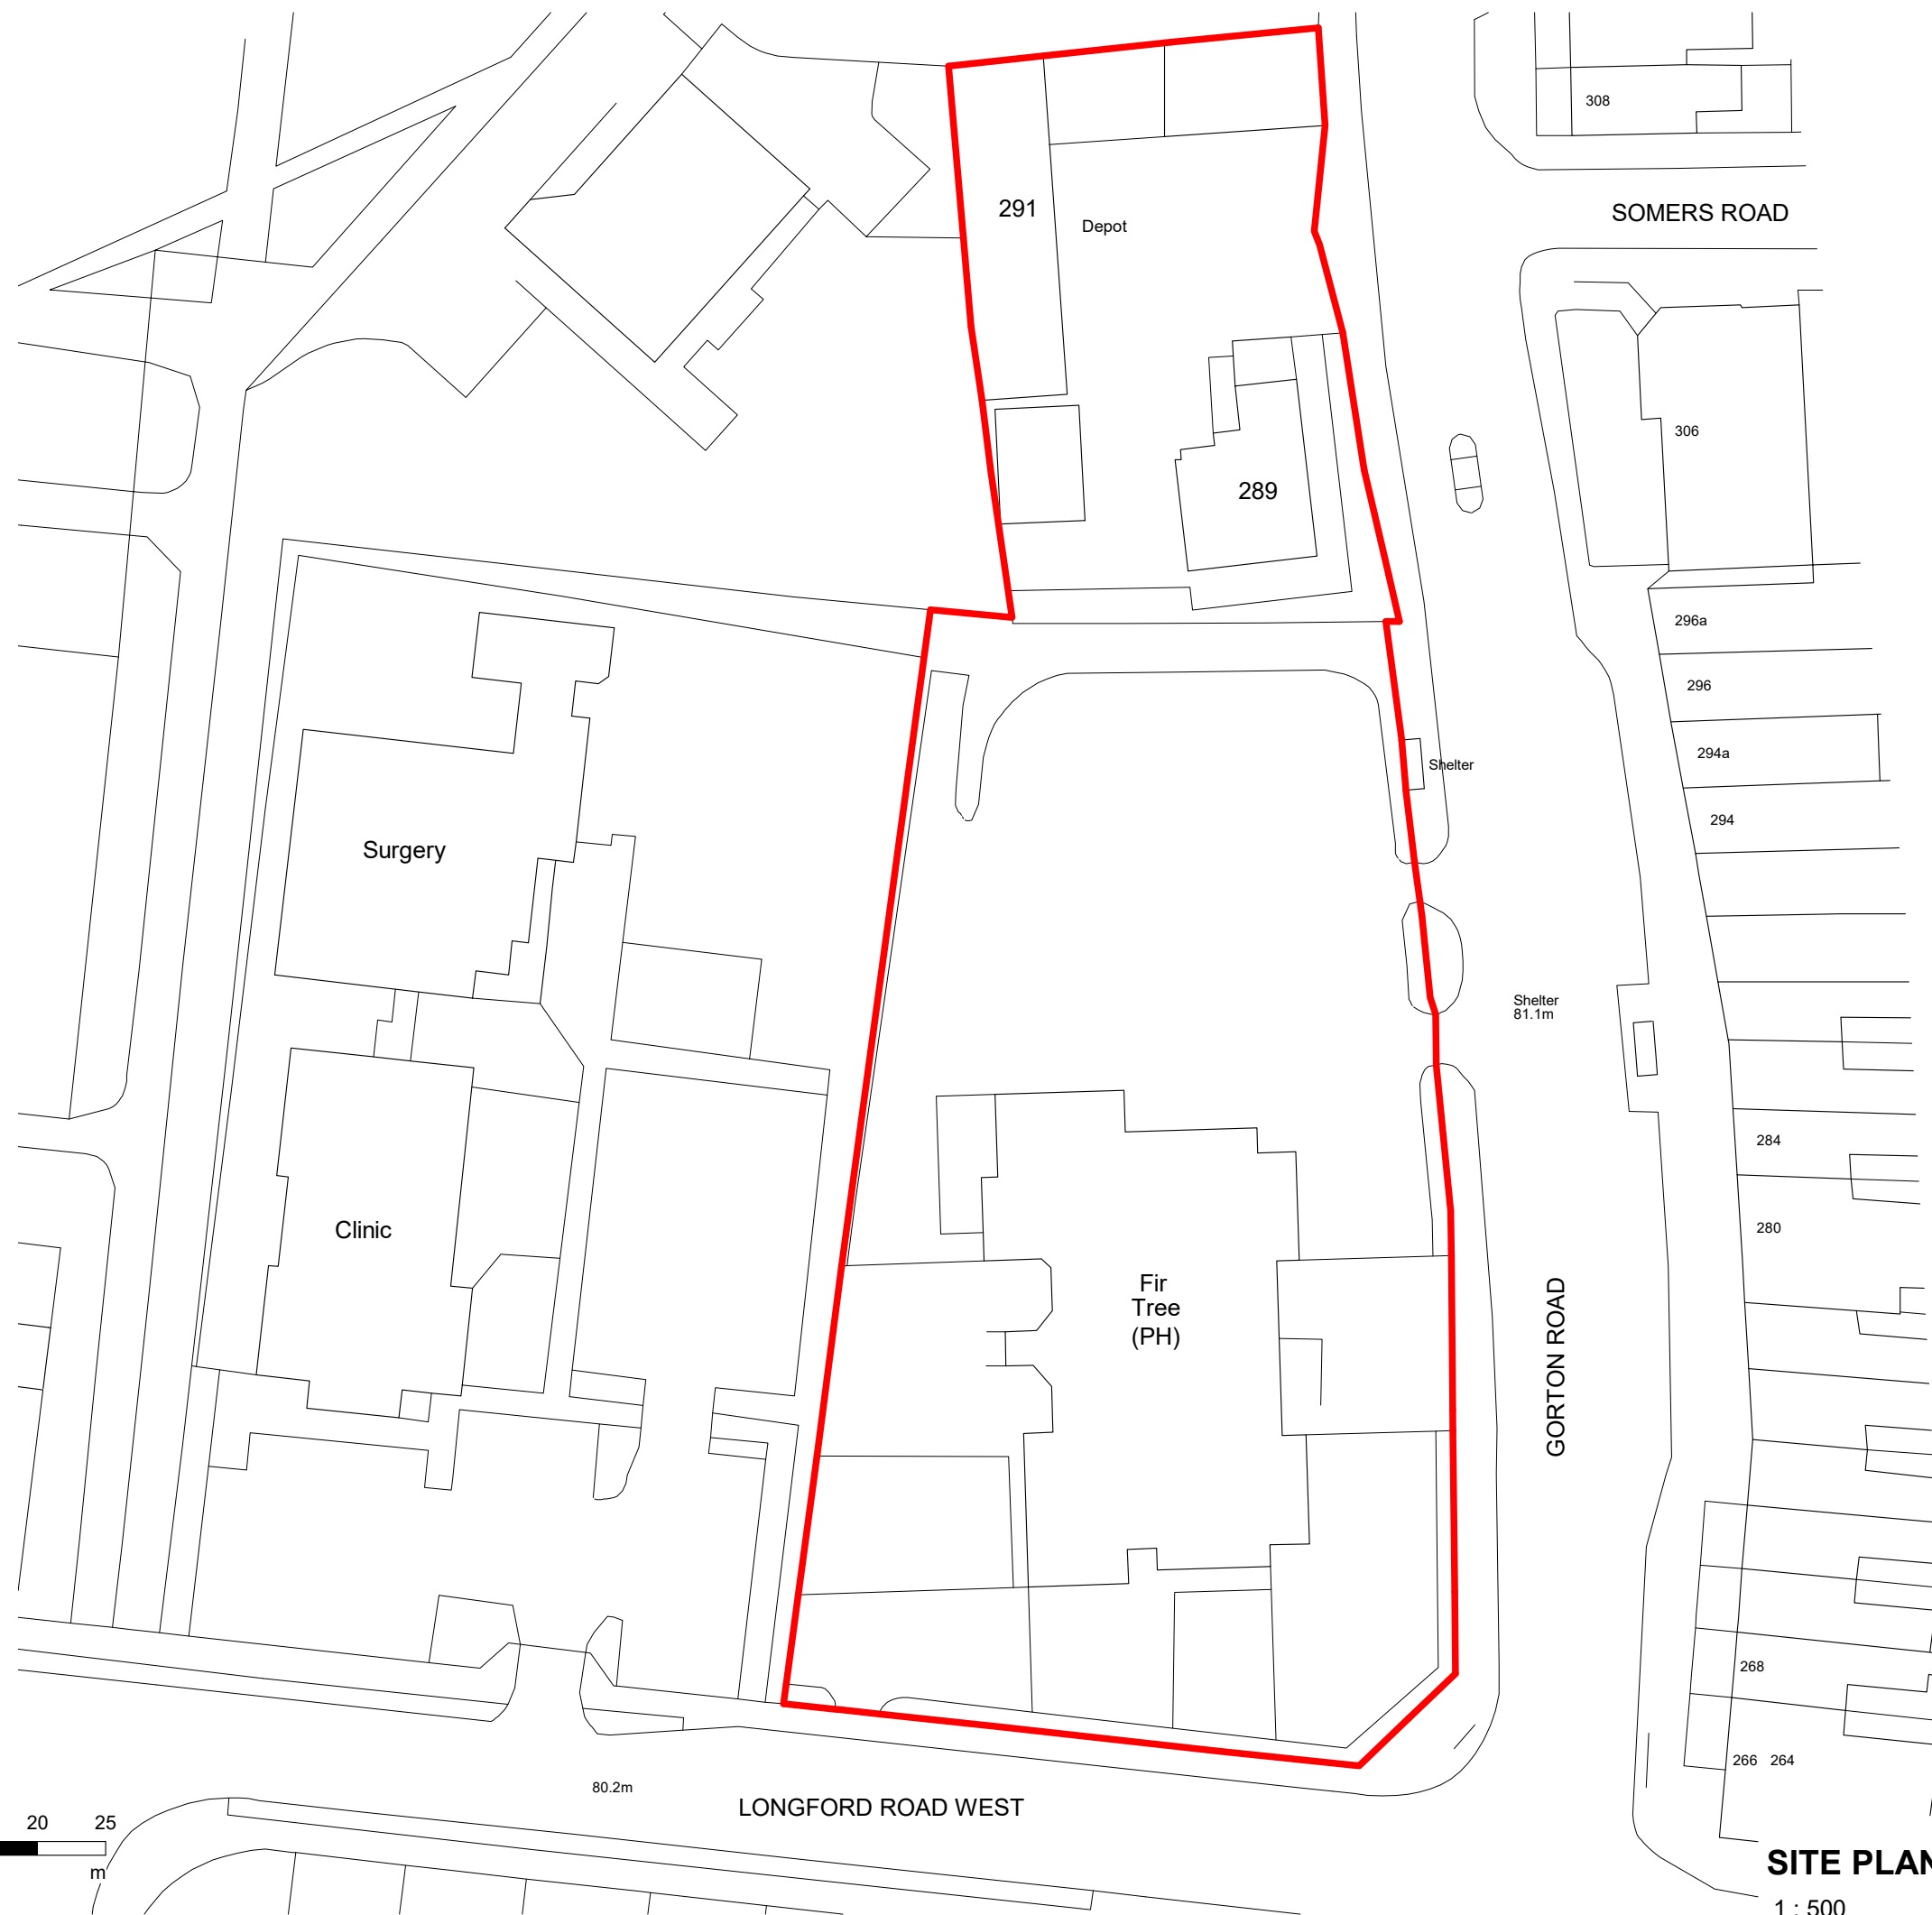 308
SOMERS ROAD
291
Depot
306
289
296a
296
294a
Shelter
294
Surgery
Shelter
81.1m
284
280
Clinic
Fir
Tree
(PH)
GORTON ROAD
268
266 264
80.2m
LONGFORD ROAD WEST
20 25
m
SITE PLAN
1 : 500